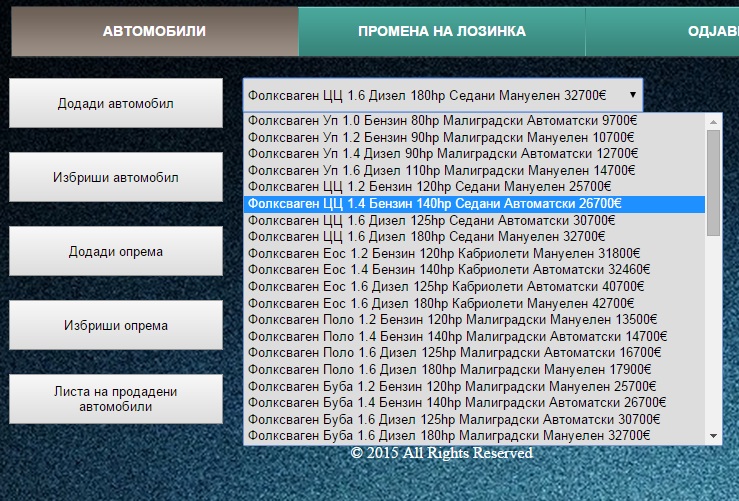 АВТОМОБИЛИ
ПРОМЕНА НА ЛОЗИНКА
ОДЈАВ
Додади автомобил
Избриши автомобил
Додади опрема
Избриши опрема
Листа на продадени
автомобили
Фолксваген ЦЦ 1.6 Дизел 180hp Седани Мануелен 32700€
Фолксваген Уп 1.0 Бензин 80hp Малиградски Автоматски 9700€
Фолксваген Уп 1.2 Бензин 90hp Малиградски Мануелен 10700€
Фолксваген Уп 1.4 Дизел 90hp Малиградски Автоматски 12700€
Фолксваген Уп 1.6 Дизел 110hp Малиградски Мануелен 14700€
Фолксваген ЦЦ 1.2 Бензин 120hp Седани Мануелен 25700€
Фолксваген ЦЦ 1.4 Бензин 140hp Седани Автоматски 26700€
Фолксваген ЦЦ 1.6 Дизел 125hp Седани Автоматски 30700€
Фолксваген ЦЦ 1.6 Дизел 180hp Седани Мануелен 32700€
Фолксваген Еос 1.2 Бензин 120hp Кабриолети Мануелен 31800€
Фолксваген Еос 1.4 Бензин 140hp Кабриолети Автоматски 32460€
Фолксваген Еос 1.6 Дизел 125hp Кабриолети Автоматски 40700€
Фолксваген Еос 1.6 Дизел 180hp Кабриолети Мануелен 42700€
Фолксваген Поло 1.2 Бензин 120hp Малиградски Мануелен 13500€
Фолксваген Поло 1.4 Бензин 140hp Малиградски Автоматски 14700€
Фолксваген Поло 1.6 Дизел 125hp Малиградски Автоматски 16700€
Фолксваген Поло 1.6 Дизел 180hp Малиградски Мануелен 17900€
Фолксваген Буба 1.2 Бензин 120hp Малиградски Мануелен 25700€
Фолксваген Буба 1.4 Бензин 140hp Малиградски Автоматски 26700€
Фолксваген Буба 1.6 Дизел 125hp Малиградски Автоматски 30700€
Фолксваген Буба 1.6 Дизел 180hp Малиградски Мануелен 32700€
© 2015 All Rights Reserved